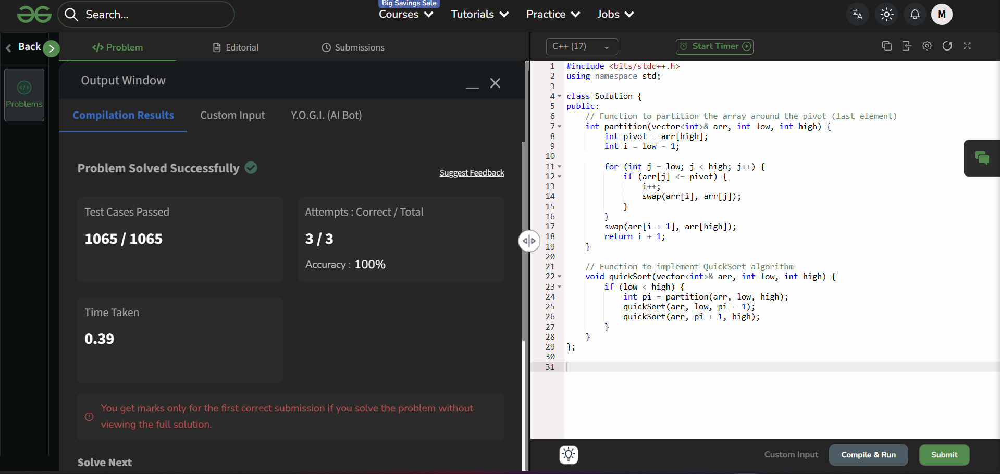 Search...
Big Savings Sale
Courses
Tutorials
Practice
Jobs
M
Back
Problems
</> Problem
Editorial
Submissions
Output Window
Compilation Results
Custom Input
Y.O.G.I. (AI Bot)
Problem Solved Successfully
Suggest Feedback
Test Cases Passed
1065 / 1065
Attempts : Correct / Total
3 / 3
Accuracy : 100%
Time Taken
0.39
You get marks only for the first correct submission if you solve the problem without
viewing the full solution.
Solve Next
C++ (17)
Start Timer
1 #include <bits/stdc++.h>
2 using namespace std;
3
4 class Solution {
5 public:
6     // Function to partition the array around the pivot (last element)
7     int partition(vector<int>& arr, int low, int high) {
8         int pivot = arr[high];
9         int i = low - 1;
10
11         for (int j = low; j < high; j++) {
12             if (arr[j] <= pivot) {
13                 i++;
14                 swap(arr[i], arr[j]);
15             }
16         }
17         swap(arr[i + 1], arr[high]);
18         return i + 1;
19     }
20
21     // Function to implement QuickSort algorithm
22     void quickSort(vector<int>& arr, int low, int high) {
23         if (low < high) {
24             int pi = partition(arr, low, high);
25             quickSort(arr, low, pi - 1);
26             quickSort(arr, pi + 1, high);
27         }
28     }
29 };
30
31
Custom Input
Compile & Run
Submit